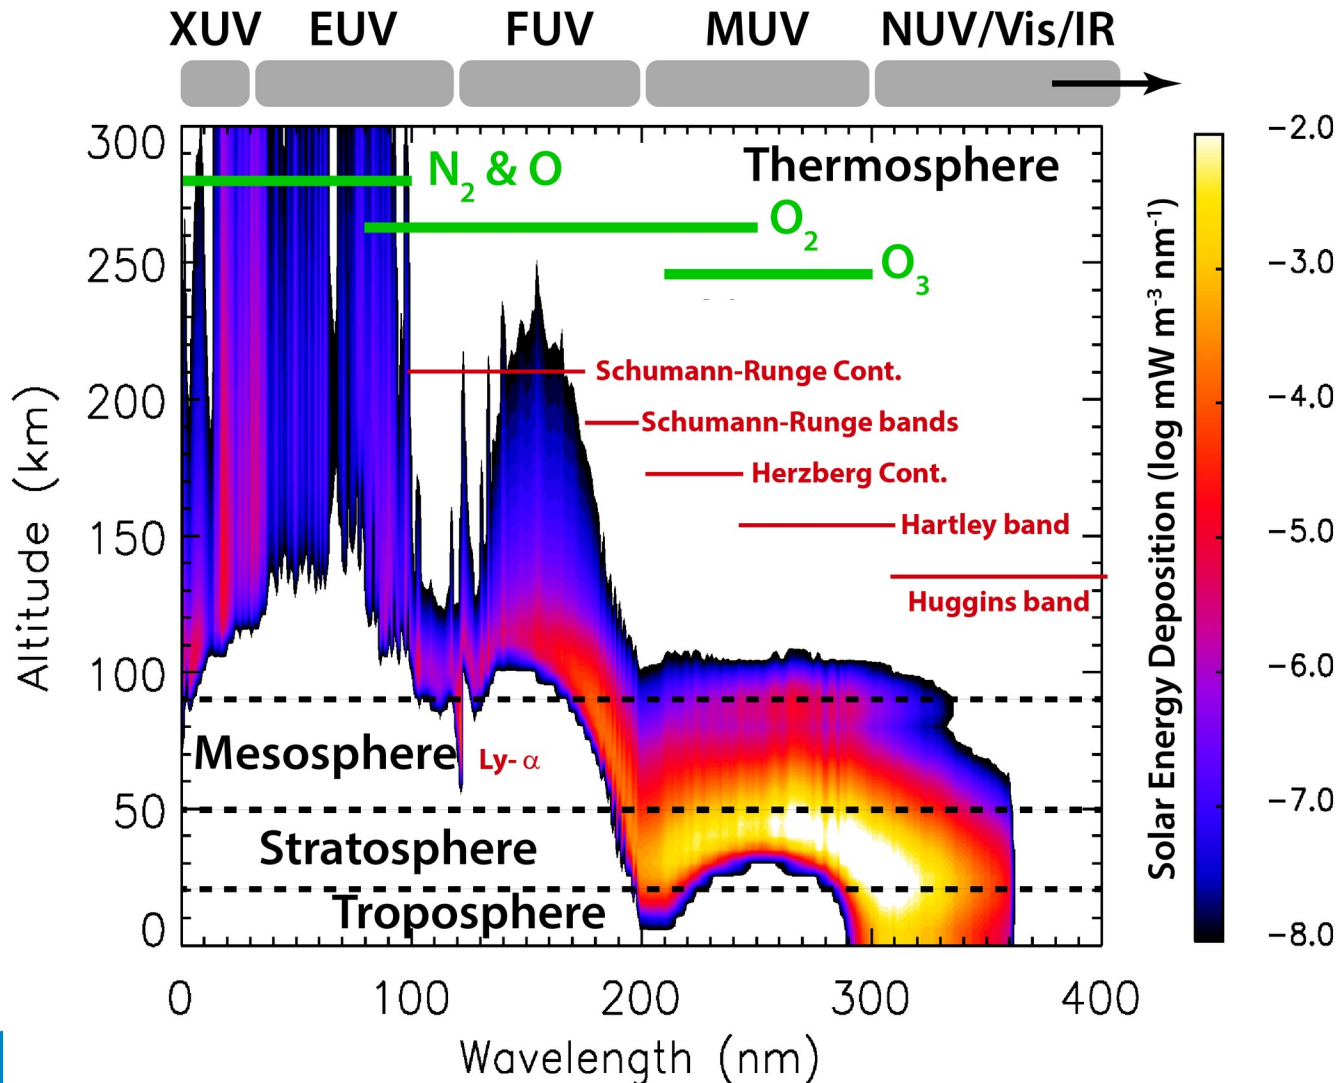 XUV EUV FUV MUV NUV/Vis/IR
300
250
200
150
100
50
0
Altitude (km)
Thermosphere
N₂ & O
O₂
O₃
Schumann-Runge Cont.
Schumann-Runge bands
Herzberg Cont.
Hartley band
Huggins band
Mesosphere
Ly- α
Stratosphere
Troposphere
0 100 200 300 400
Wavelength (nm)
Solar Energy Deposition (log mW m⁻³ nm⁻¹)
−2.0
−3.0
−4.0
−5.0
−6.0
−7.0
−8.0